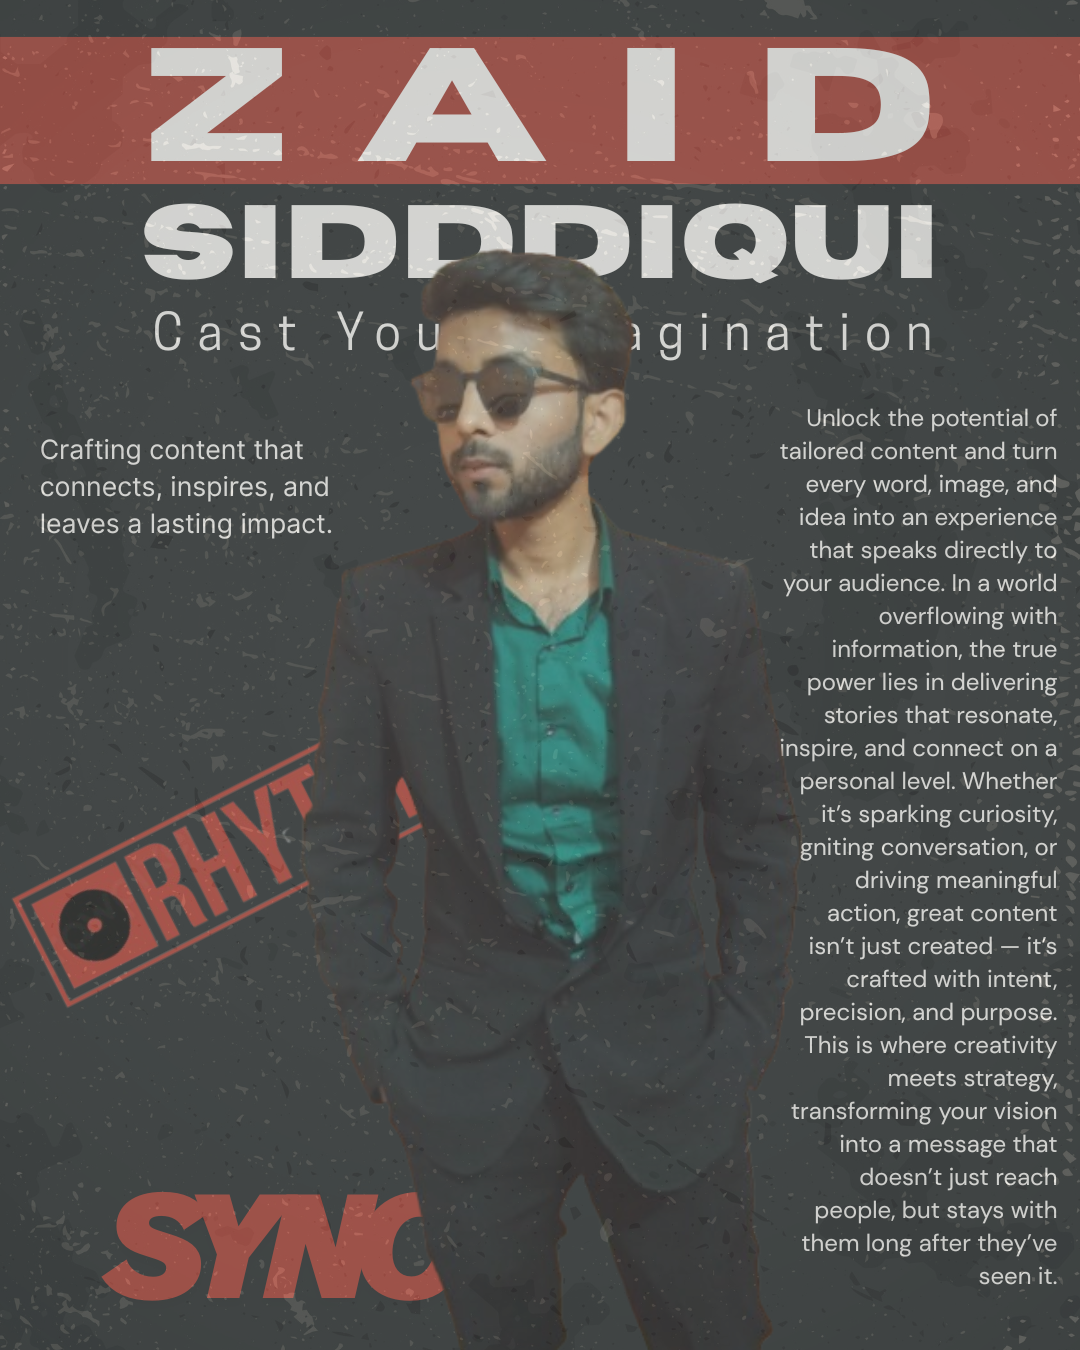 ZAID
SIDDDIQUI
Cast You agination
Crafting content that
connects, inspires, and
leaves a lasting impact.
Unlock the potential of
tailored content and turn
every word, image, and
idea into an experience
that speaks directly to
your audience. In a world
overflowing with
information, the true
power lies in delivering
stories that resonate,
inspire, and connect on a
personal level. Whether
it’s sparking curiosity,
gniting conversation, or
driving meaningful
action, great content
isn’t just created — it’s
crafted with intent,
precision, and purpose.
This is where creativity
meets strategy,
transforming your vision
into a message that
doesn’t just reach
people, but stays with
them long after they’ve
seen it.
RHYT
SYNC